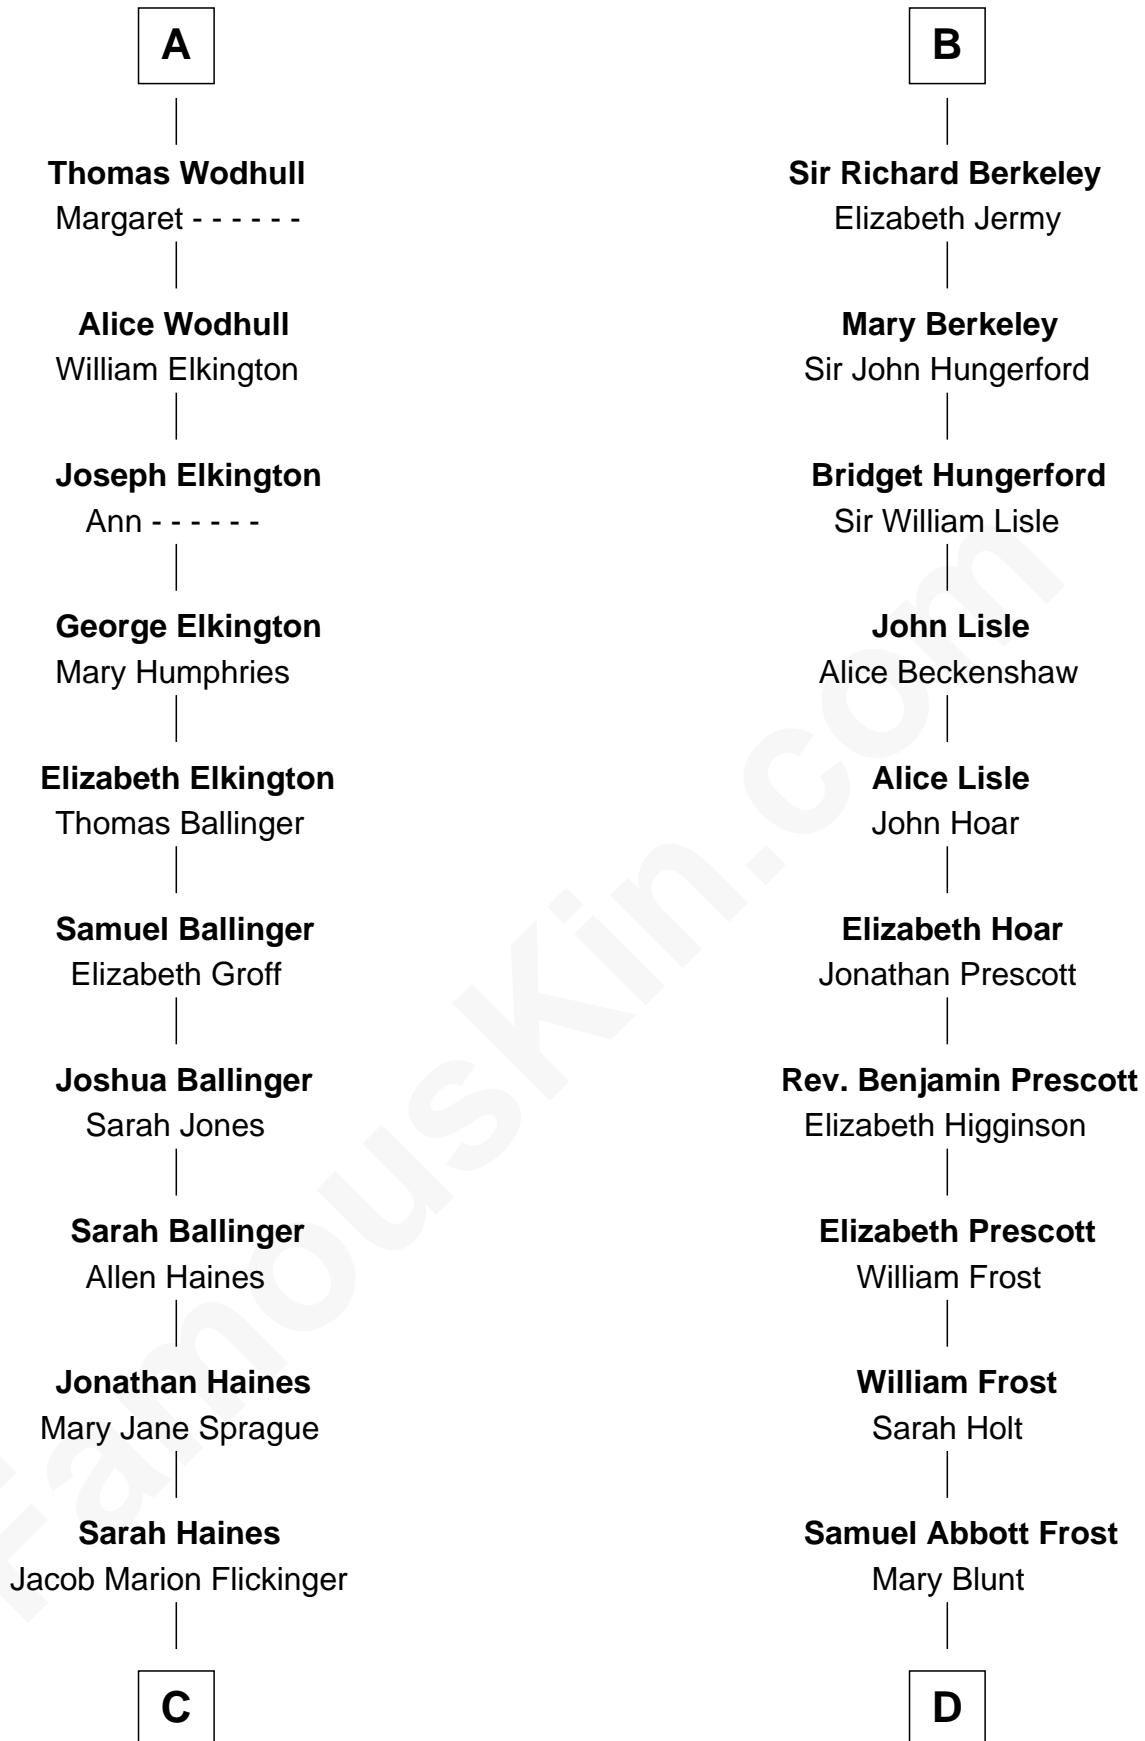 A
Thomas Wodhull
Margaret - - - - - -
Alice Wodhull
William Elkington
Joseph Elkington
Ann - - - - - -
George Elkington
Mary Humphries
Elizabeth Elkington
Thomas Ballinger
Samuel Ballinger
Elizabeth Groff
Joshua Ballinger
Sarah Jones
Sarah Ballinger
Allen Haines
Jonathan Haines
Mary Jane Sprague
Sarah Haines
Jacob Marion Flickinger
C
B
Sir Richard Berkeley
Elizabeth Jermy
Mary Berkeley
Sir John Hungerford
Bridget Hungerford
Sir William Lisle
John Lisle
Alice Beckenshaw
Alice Lisle
John Hoar
Elizabeth Hoar
Jonathan Prescott
Rev. Benjamin Prescott
Elizabeth Higginson
Elizabeth Prescott
William Frost
William Frost
Sarah Holt
Samuel Abbott Frost
Mary Blunt
D
FamousKin.com